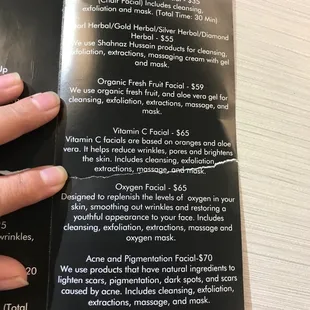 (Chair Facial) Includes cleansing,
exfoliation and mask. (Total Time: 30 Min)
Pearl Herbal/Gold Herbal/Silver Herbal/Diamond
Herbal - $55
We use Shahnaz Hussain products for cleansing,
exfoliation, extractions, massaging cream with gel
and mask.
Organic Fresh Fruit Facial - $59
We use organic fresh fruit, and aloe vera gel for
cleansing, exfoliation, extractions, massage, and
mask.
Vitamin C Facial - $65
Vitamin C facials are based on oranges and aloe
vera. It helps reduce wrinkles, pores and brightens
the skin. Includes cleansing, exfoliation,
extractions, massage, and mask.
Oxygen Facial - $65
Designed to replenish the levels of oxygen in your
skin, smoothing out wrinkles and restoring a
youthful appearance to your face. Includes
cleansing, exfoliation, extractions, massage and
oxygen mask.
Acne and Pigmentation Facial-$70
We use products that have natural ingredients to
lighten scars, pigmentation, dark spots, and scars
caused by acne. Includes cleansing, exfoliation,
extractions, massage, and mask.
Up
wrinkles,
20
(Total